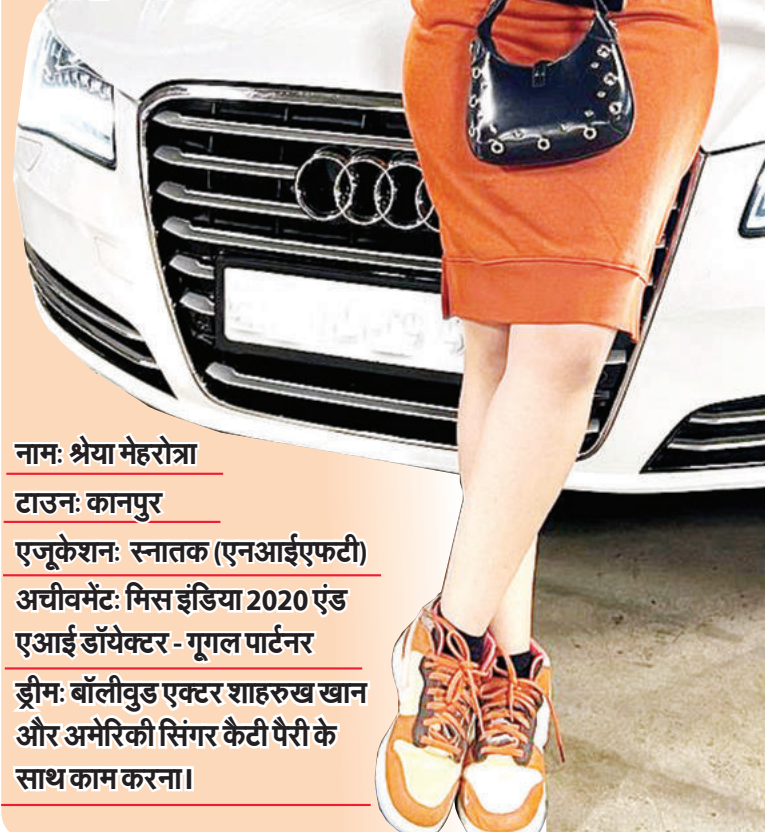 नामः श्रेया मेहरोत्रा
टाउनः कानपुर
एजूकेशनः स्नातक (एनआईएफटी)
अचीवमेंटः मिस इंडिया 2020 एंड
एआई डॉयेक्टर - गूगल पार्टनर
ड्रीमः बॉलीवुड एक्टर शाहरुख खान
और अमेरिकी सिंगर कैटी पैरी के
साथ काम करना।